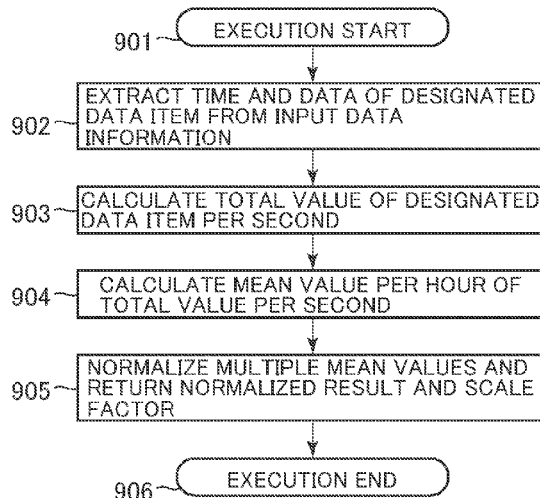 901
EXECUTION START
902
EXTRACT TIME AND DATA OF DESIGNATED
DATA ITEM FROM INPUT DATA
INFORMATION
903
CALCULATE TOTAL VALUE OF DESIGNATED
DATA ITEM PER SECOND
904
CALCULATE MEAN VALUE PER HOUR OF
TOTAL VALUE PER SECOND
905
NORMALIZE MULTIPLE MEAN VALUES AND
RETURN NORMALIZED RESULT AND SCALE
FACTOR
906
EXECUTION END